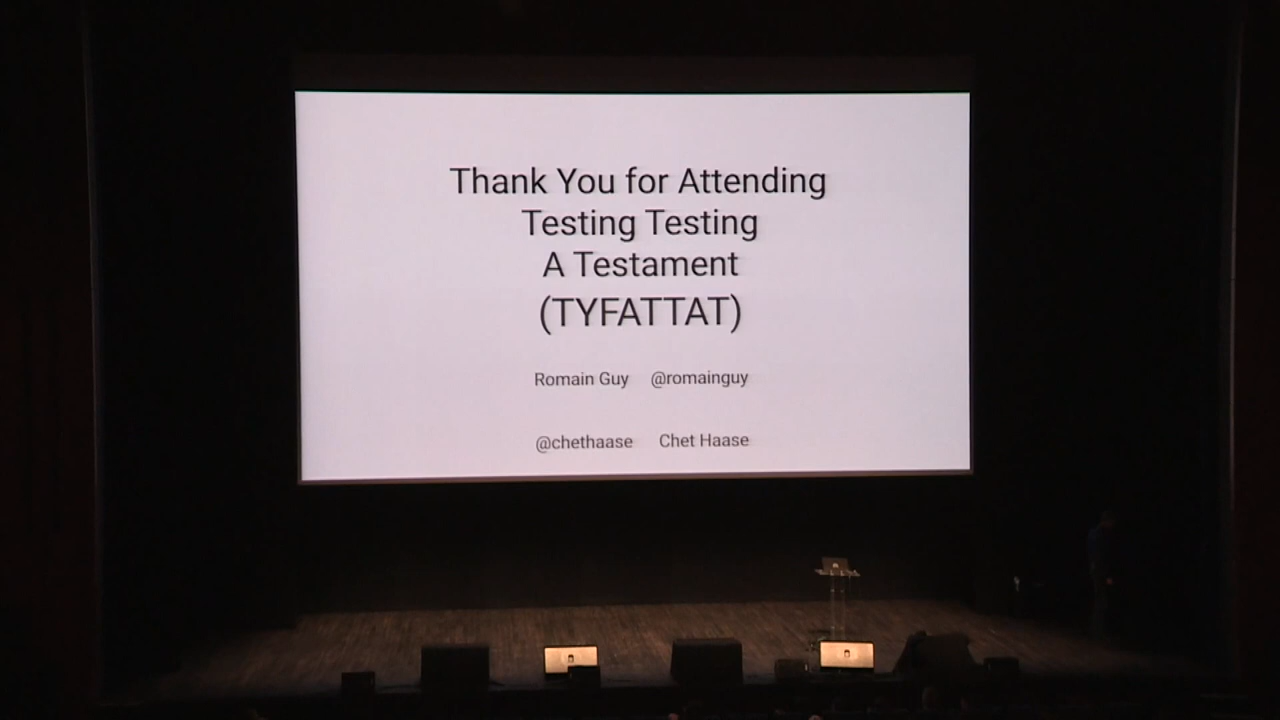 Thank You for Attending
Testing Testing
A Testament
(TYFATTAT)
Romain Guy @romainguy
@chethaase Chet Haase